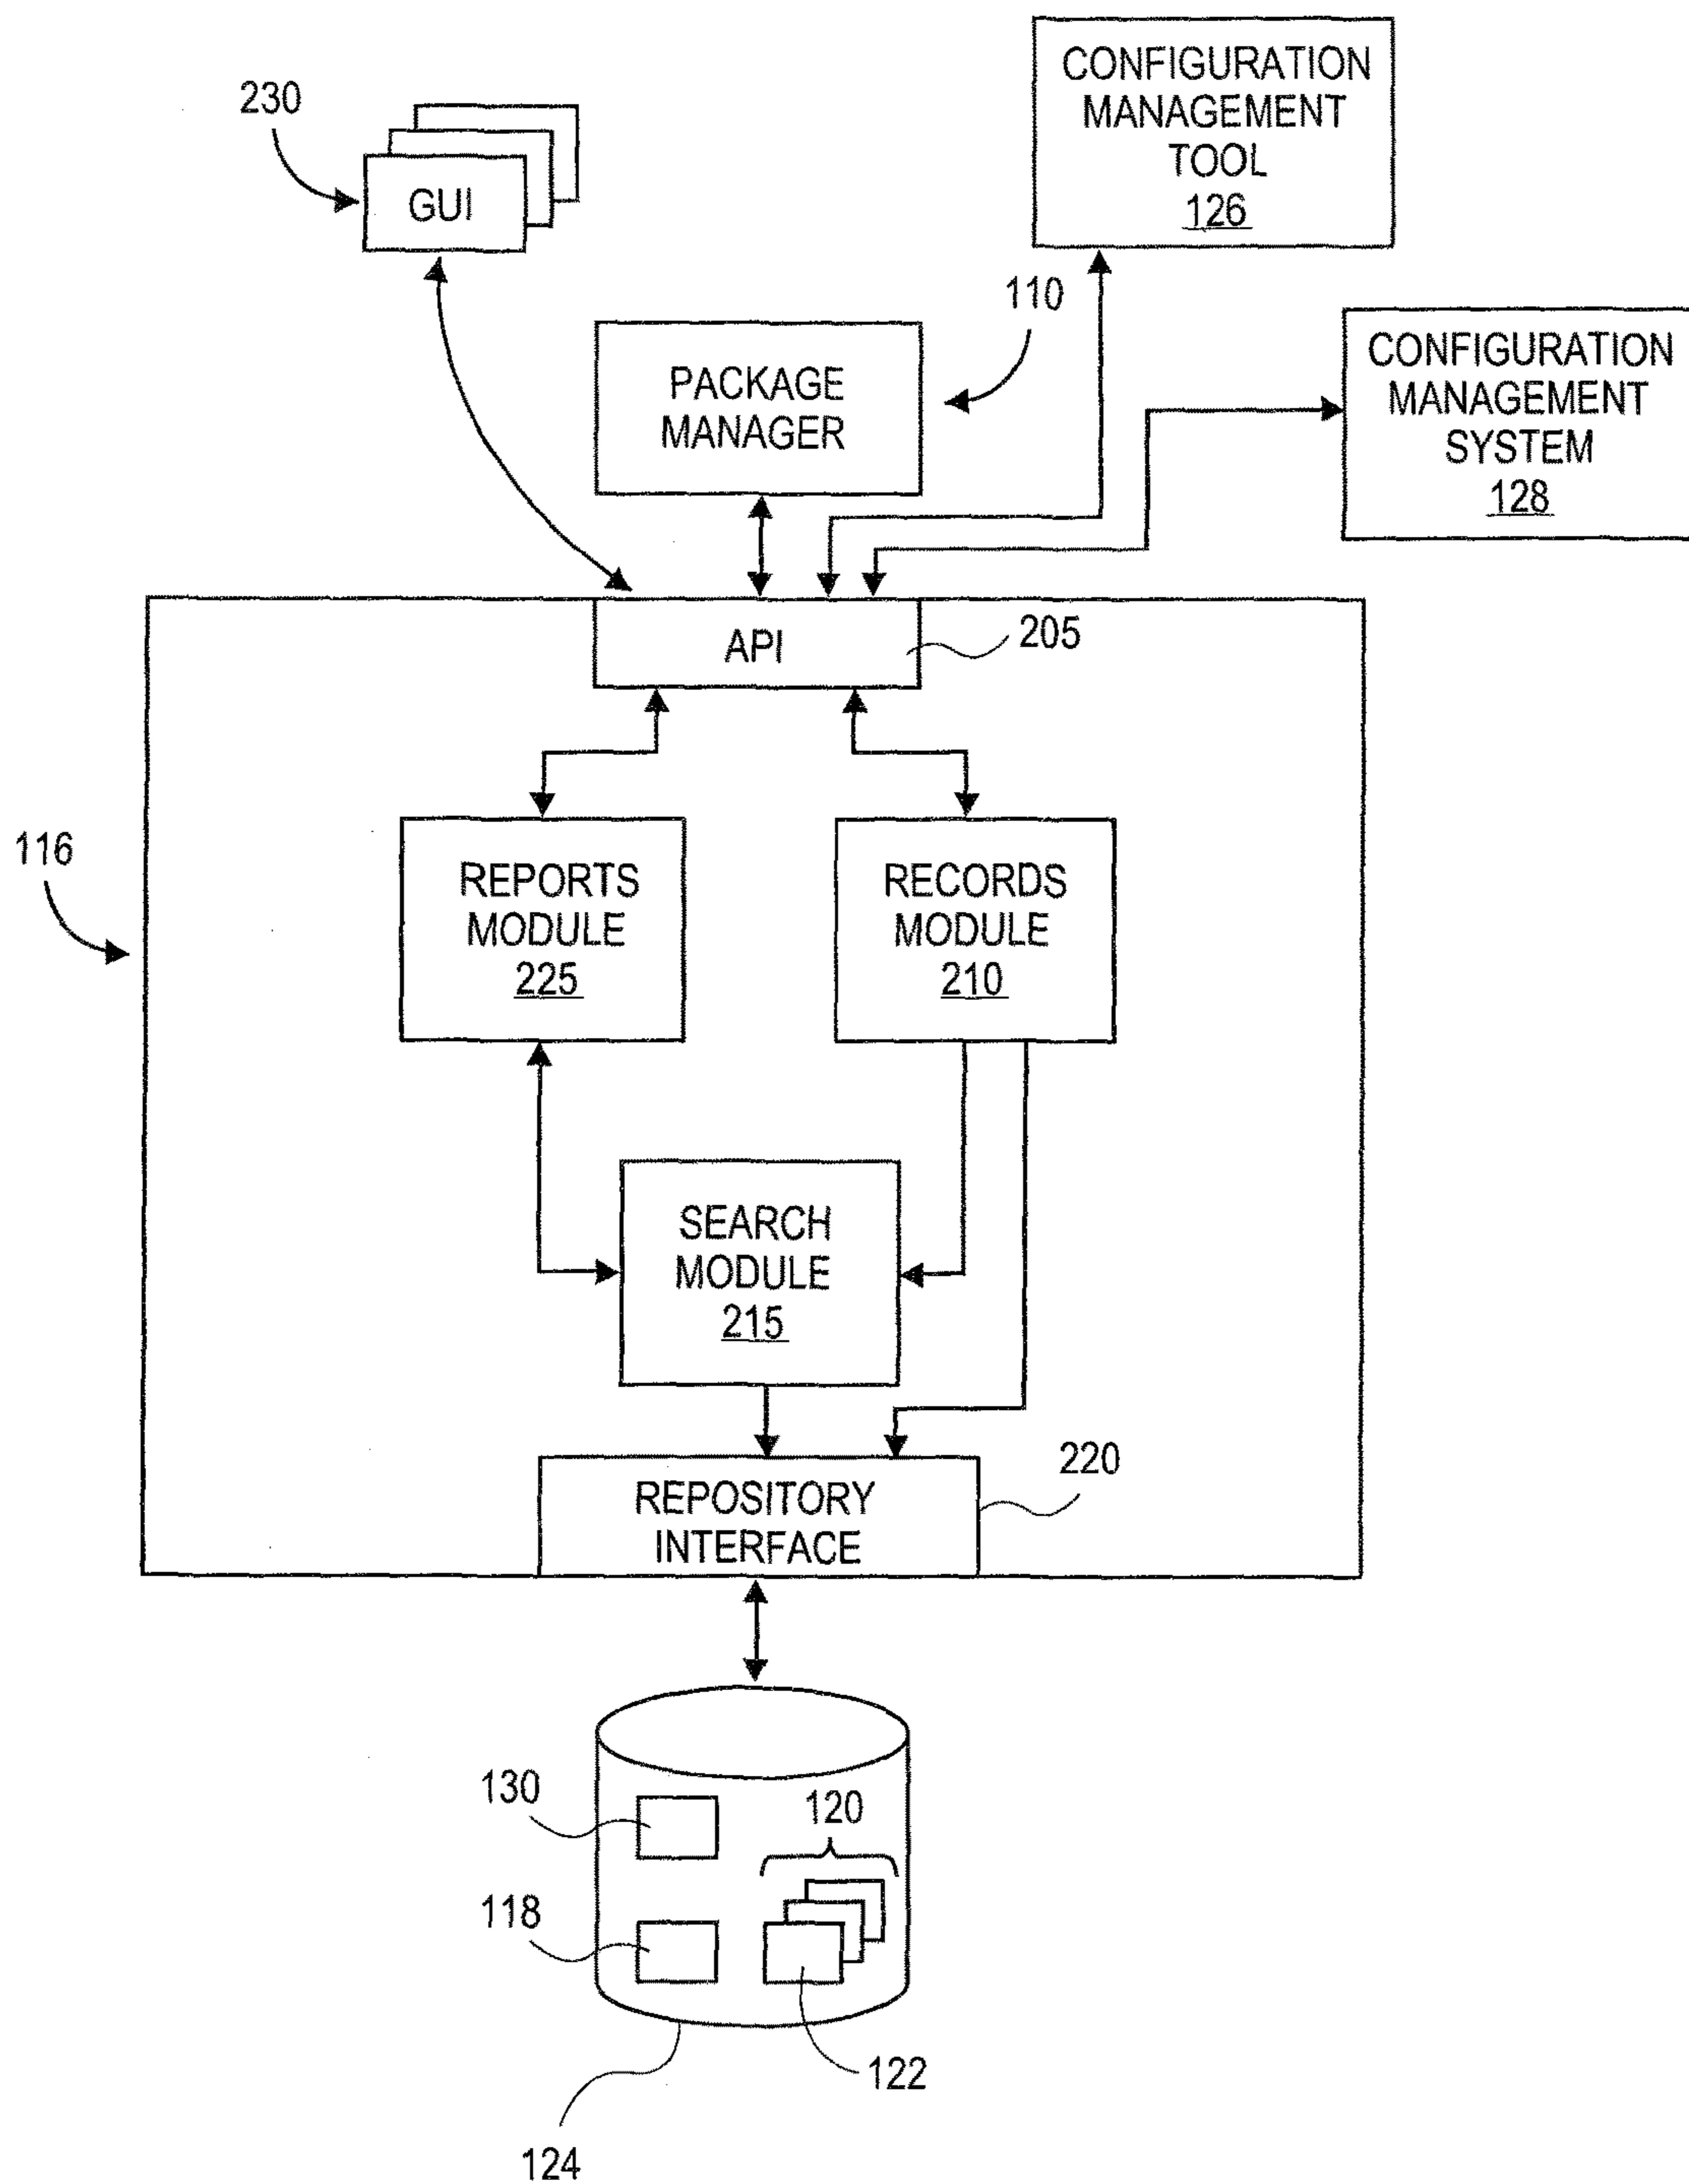 CONFIGURATION
MANAGEMENT
TOOL
126
230
GUI
110
PACKAGE
MANAGER
CONFIGURATION
MANAGEMENT
SYSTEM
128
API
205
116
REPORTS
MODULE
225
RECORDS
MODULE
210
SEARCH
MODULE
215
220
REPOSITORY
INTERFACE
130
120
118
122
124